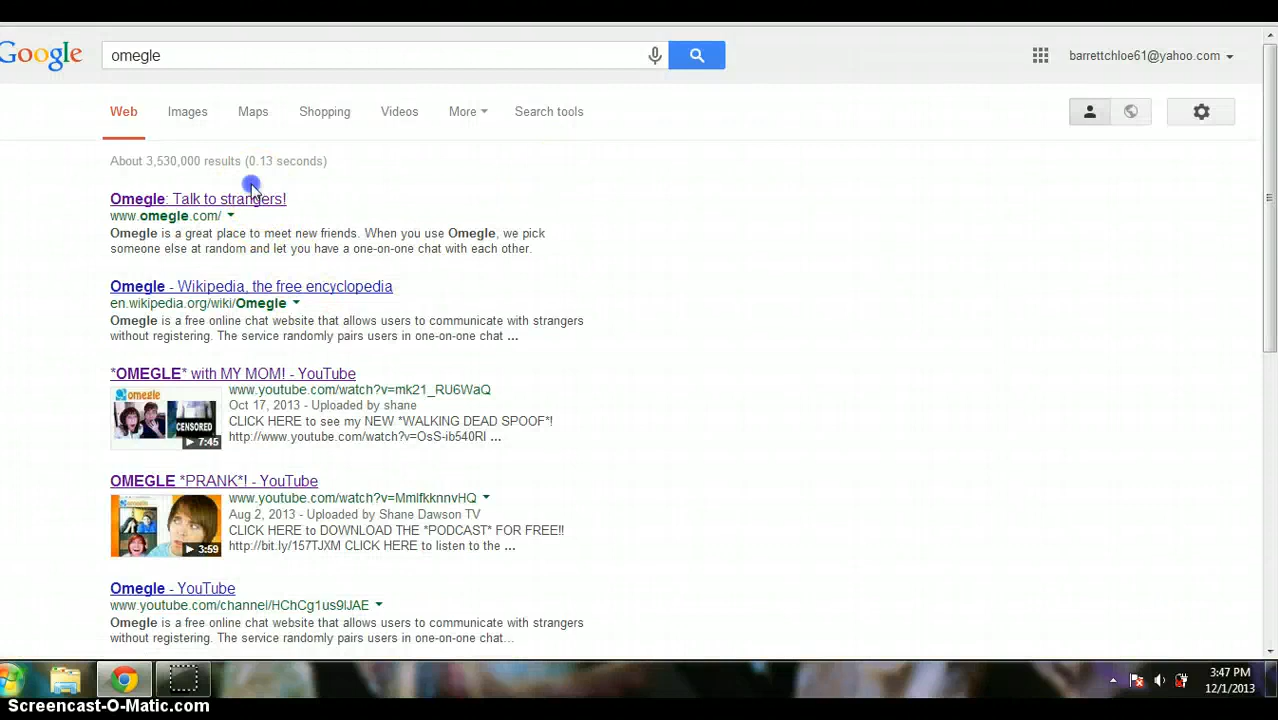 Google omegle barrettchloe61@yahoo.com
Web Images Maps Shopping Videos More Search tools
About 3,530,000 results (0.13 seconds)
Omegle: Talk to strangers!
www.omegle.com/
Omegle is a great place to meet new friends. When you use Omegle, we pick
someone else at random and let you have a one-on-one chat with each other.
Omegle - Wikipedia, the free encyclopedia
en.wikipedia.org/wiki/Omegle
Omegle is a free online chat website that allows users to communicate with strangers
without registering. The service randomly pairs users in one-on-one chat ...
*OMEGLE* with MY MOM! - YouTube
www.youtube.com/watch?v=mk21_RU6WaQ
Oct 17, 2013 - Uploaded by shane
CLICK HERE to see my NEW *WALKING DEAD SPOOF*!
http://www.youtube.com/watch?v=OsS-ib540RI ...
omegle
CENSORED
7:45
OMEGLE *PRANK*! - YouTube
www.youtube.com/watch?v=MmlfkknnvHQ
Aug 2, 2013 - Uploaded by Shane Dawson TV
CLICK HERE to DOWNLOAD THE *PODCAST* FOR FREE!!
http://bit.ly/157TJXM CLICK HERE to listen to the ...
omegle
3:59
Omegle - YouTube
www.youtube.com/channel/HChCg1us9lJAE
Omegle is a free online chat website that allows users to communicate with strangers
without registering. The service randomly pairs users in one-on-one chat...
3:47 PM
12/1/2013
Screencast-O-Matic.com